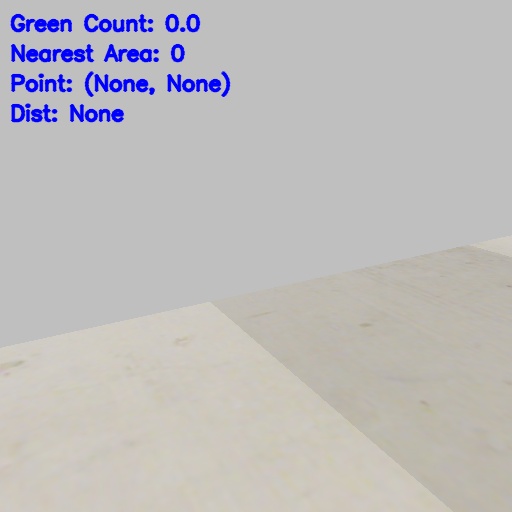 Green Count: 0.0
Nearest Area: 0
Point: (None, None)
Dist: None